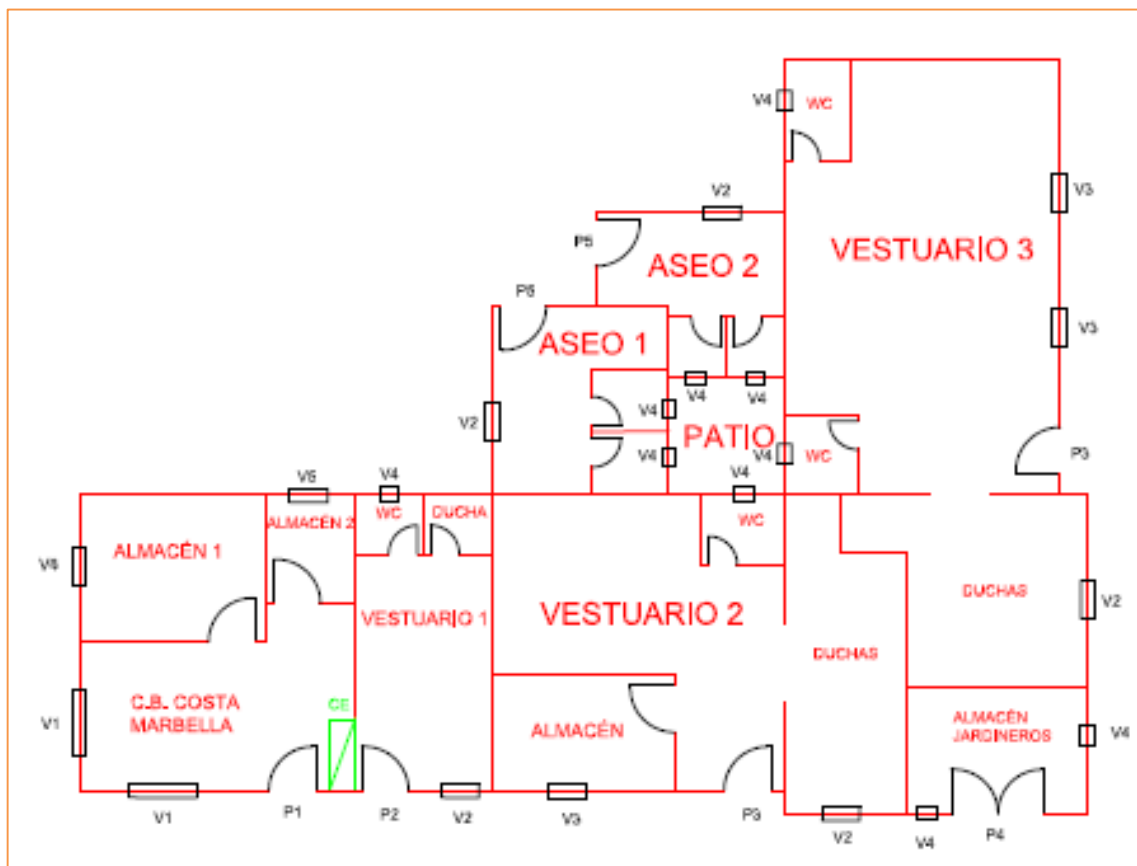 V4
WC
V2
V3
P5
VESTUARIO 3
ASEO 2
P5
V3
ASEO 1
V4
V4
V4
V2
PATIO
V4
V4
WC
P3
V5
V4
V4
ALMACÉN 2
WC
DUCHA
WC
ALMACÉN 1
V6
DUCHAS
V2
VESTUARIO 1
VESTUARIO 2
DUCHAS
C.B. COSTA
MARBELLA
CE
V1
ALMACÉN
ALMACÉN
JARDINEROS
V4
V1
P1
P2
V2
V3
P3
V2
V4
P4